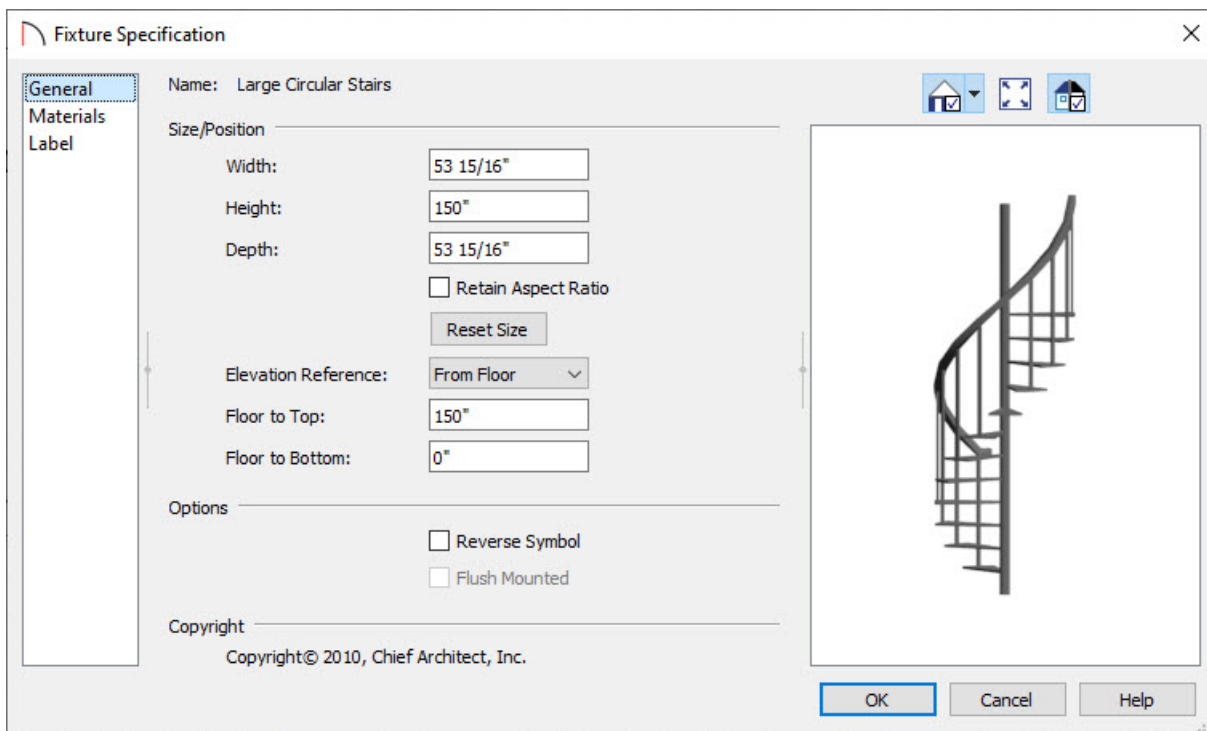 Fixture Specification
General
Materials
Label
Name: Large Circular Stairs
Size/Position
Width: 53 15/16"
Height: 150"
Depth: 53 15/16"
Retain Aspect Ratio
Reset Size
Elevation Reference: From Floor
Floor to Top: 150"
Floor to Bottom: 0"
Options
Reverse Symbol
Flush Mounted
Copyright
Copyright© 2010, Chief Architect, Inc.
OK Cancel Help